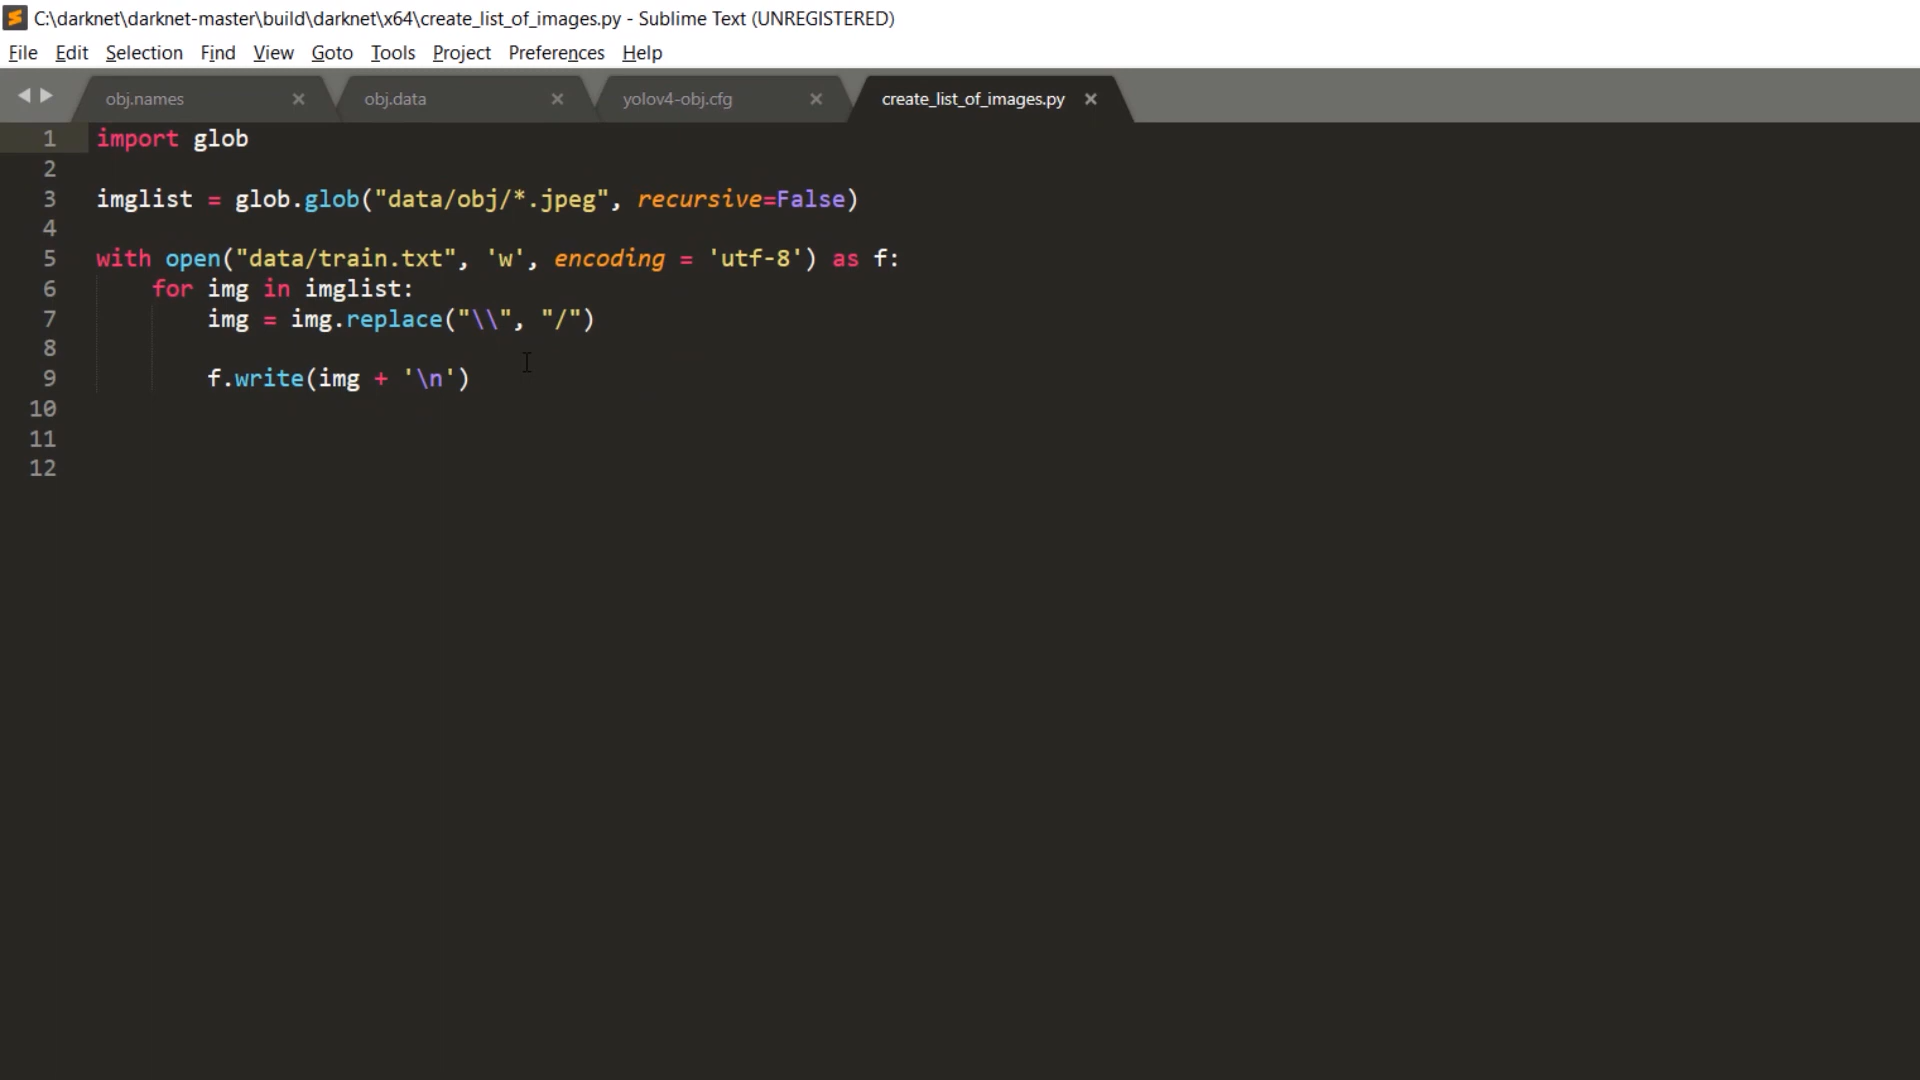 C:\darknet\darknet-master\build\darknet\x64\create_list_of_images.py - Sublime Text (UNREGISTERED)
File Edit Selection Find View Goto Tools Project Preferences Help
obj.names obj.data yolov4-obj.cfg create_list_of_images.py
1 import glob
2
3 imglist = glob.glob("data/obj/*.jpeg", recursive=False)
4
5 with open("data/train.txt", 'w', encoding = 'utf-8') as f:
6     for img in imglist:
7         img = img.replace("\\", "/")
8
9         f.write(img + '\n')
10
11
12